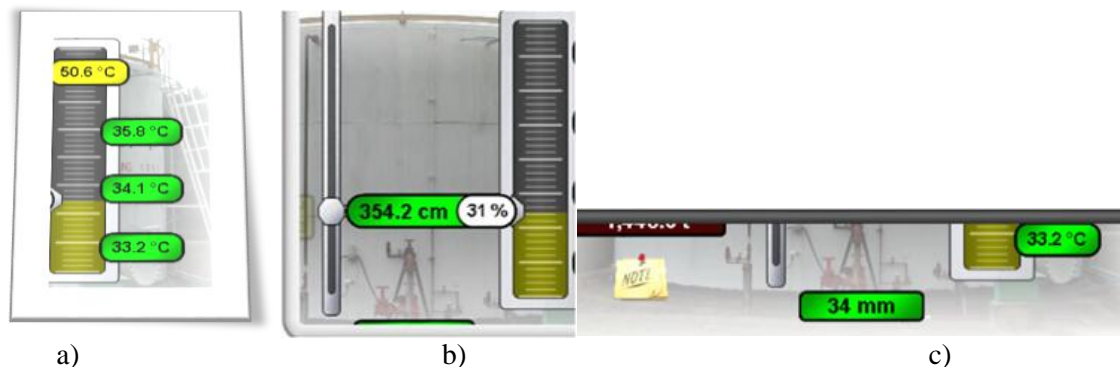 50.6 °C
35.8 °C
34.1 °C
33.2 °C
354.2 cm 31 %
33.2 °C
NOTE
34 mm
a) b) c)